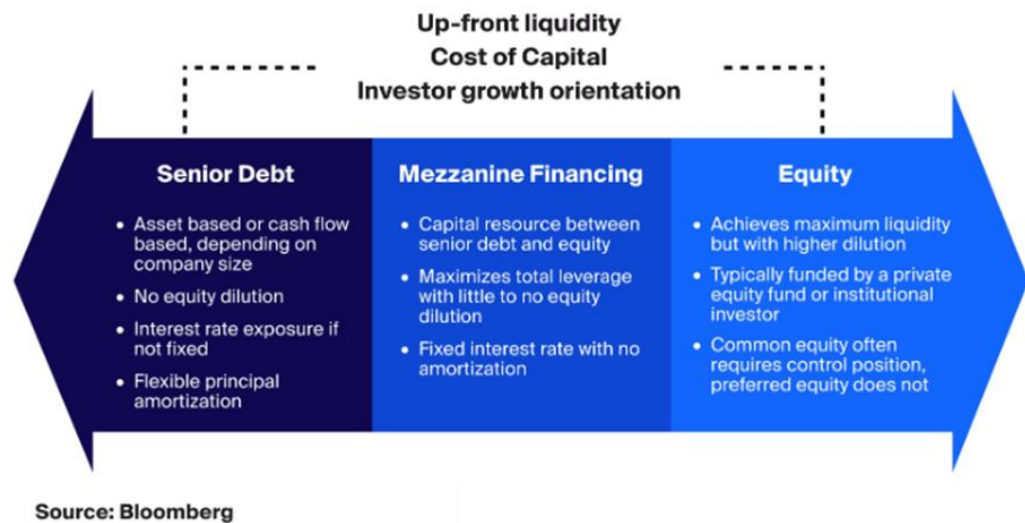 Up-front liquidity
Cost of Capital
Investor growth orientation
Senior Debt
• Asset based or cash flow
based, depending on
company size
• No equity dilution
• Interest rate exposure if
not fixed
• Flexible principal
amortization
Mezzanine Financing
• Capital resource between
senior debt and equity
• Maximizes total leverage
with little to no equity
dilution
• Fixed interest rate with no
amortization
Equity
• Achieves maximum liquidity
but with higher dilution
• Typically funded by a private
equity fund or institutional
investor
• Common equity often
requires control position,
preferred equity does not
Source: Bloomberg